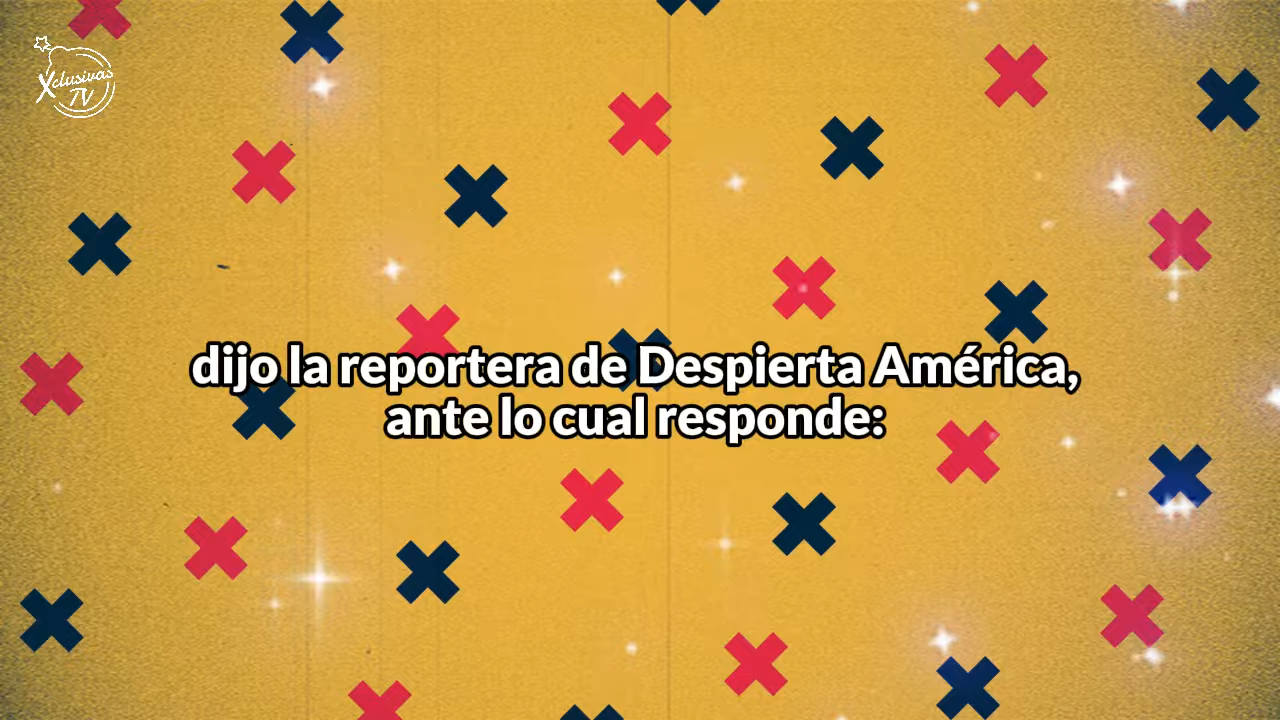 Xclusivas
TV
dijo la reportera de Despierta América,
ante lo cual responde: